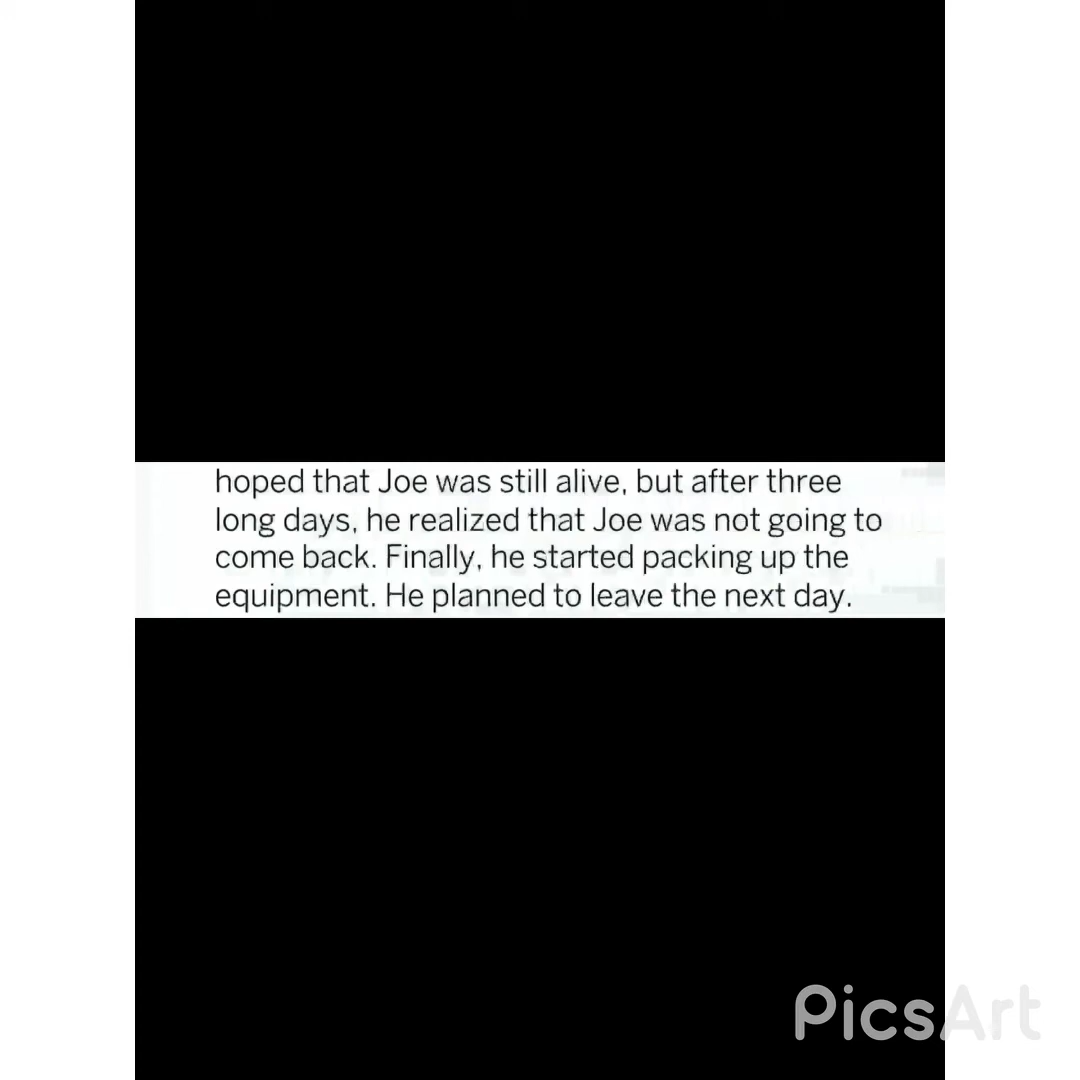 hoped that Joe was still alive, but after three
long days, he realized that Joe was not going to
come back. Finally, he started packing up the
equipment. He planned to leave the next day.
PicsArt